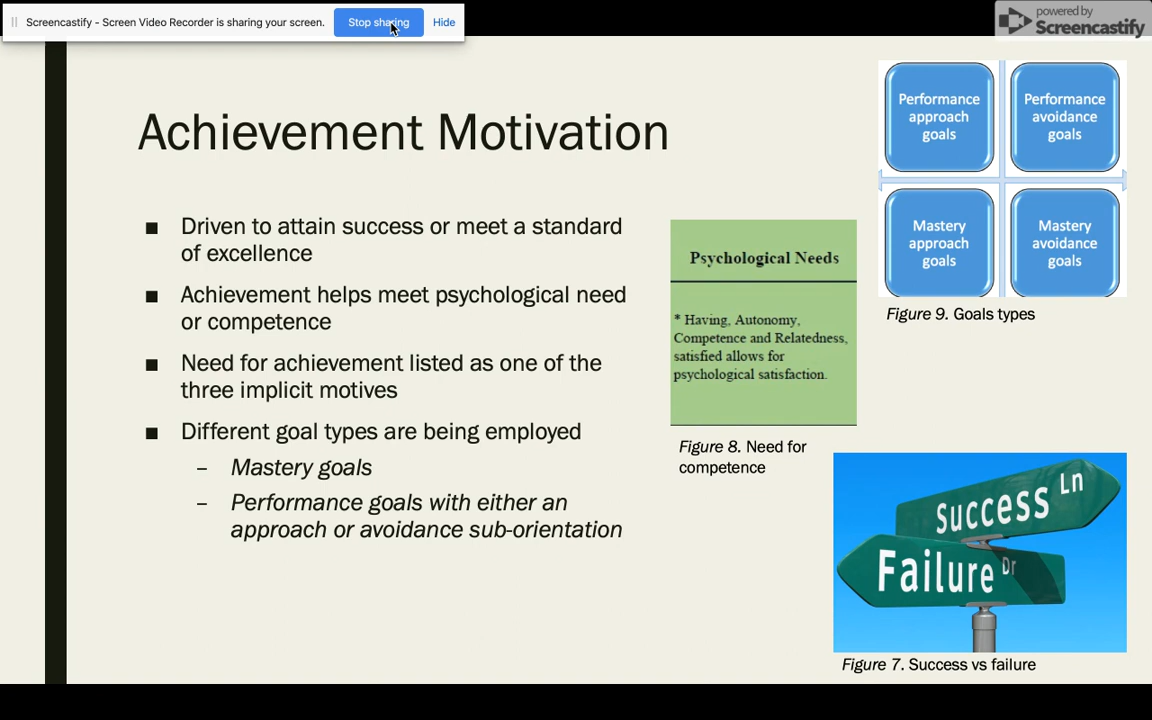 Screencastify - Screen Video Recorder is sharing your screen.
Stop sharing
Hide
powered by
Screencastify
Achievement Motivation
■ Driven to attain success or meet a standard
of excellence
■ Achievement helps meet psychological need
or competence
■ Need for achievement listed as one of the
three implicit motives
■ Different goal types are being employed
– Mastery goals
– Performance goals with either an
approach or avoidance sub-orientation
Psychological Needs
* Having, Autonomy,
Competence and Relatedness,
satisfied allows for
psychological satisfaction.
Figure 8. Need for
competence
Performance
approach
goals
Performance
avoidance
goals
Mastery
approach
goals
Mastery
avoidance
goals
Figure 9. Goals types
Success Ln
Failure Dr
Figure 7. Success vs failure